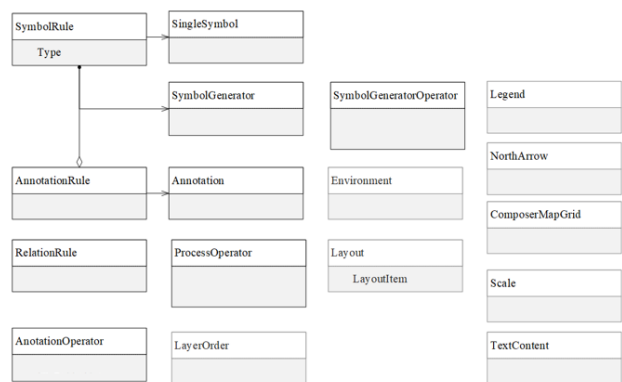 SymbolRule
Type
SingleSymbol
SymbolGenerator
SymbolGeneratorOperator
Legend
NorthArrow
AnnotationRule
Annotation
Environment
ComposerMapGrid
RelationRule
ProcessOperator
Layout
LayoutItem
Scale
AnotationOperator
LayerOrder
TextContent